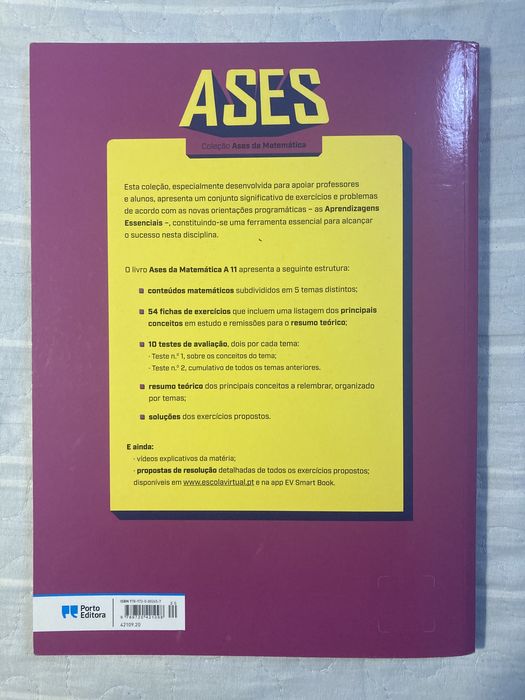 ASES
Coleção Ases da Matemática
Esta coleção, especialmente desenvolvida para apoiar professores
e alunos, apresenta um conjunto significativo de exercícios e problemas
de acordo com as novas orientações programáticas – as Aprendizagens
Essenciais –, constituindo-se uma ferramenta essencial para alcançar
o sucesso nesta disciplina.
O livro Ases da Matemática A 11 apresenta a seguinte estrutura:
conteúdos matemáticos subdivididos em 5 temas distintos;
54 fichas de exercícios que incluem uma listagem dos principais
conceitos em estudo e remissões para o resumo teórico;
10 testes de avaliação, dois por cada tema:
· Teste n.º 1, sobre os conceitos do tema;
· Teste n.º 2, cumulativo de todos os temas anteriores.
resumo teórico dos principais conceitos a relembrar, organizado
por temas;
soluções dos exercícios propostos.
E ainda:
· vídeos explicativos da matéria;
· propostas de resolução detalhadas de todos os exercícios propostos;
disponíveis em www.escolavirtual.pt e na app EV Smart Book.
Porto
Editora
ISBN
42109.20